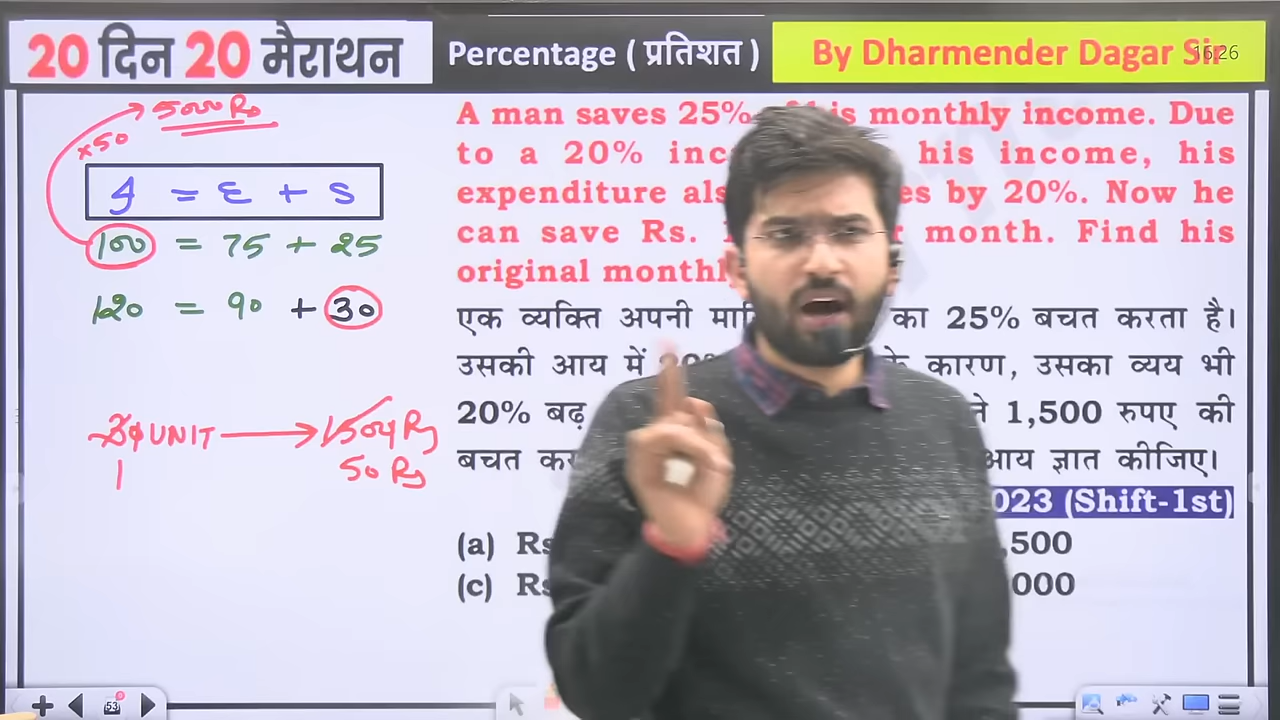 20 दिन 20 मैराथन
Percentage ( प्रतिशत )
By Dharmender Dagar Sir
16:26
5000 Rs
×50
I = E + S
100 = 75 + 25
120 = 90 + 30
30 UNIT → 1500 Rs
1 50 Rs
A man saves 25% is monthly income. Due
to a 20% inc his income, his
expenditure als es by 20%. Now he
can save Rs. month. Find his
original monthl
एक व्यक्ति अपनी का 25% बचत करता है।
उसकी आय में के कारण, उसका व्यय भी
20% बढ़ 1,500 रुपए की
बचत आय ज्ञात कीजिए।
023 (Shift-1st)
(a) Rs ,500
(c) Rs 000
53